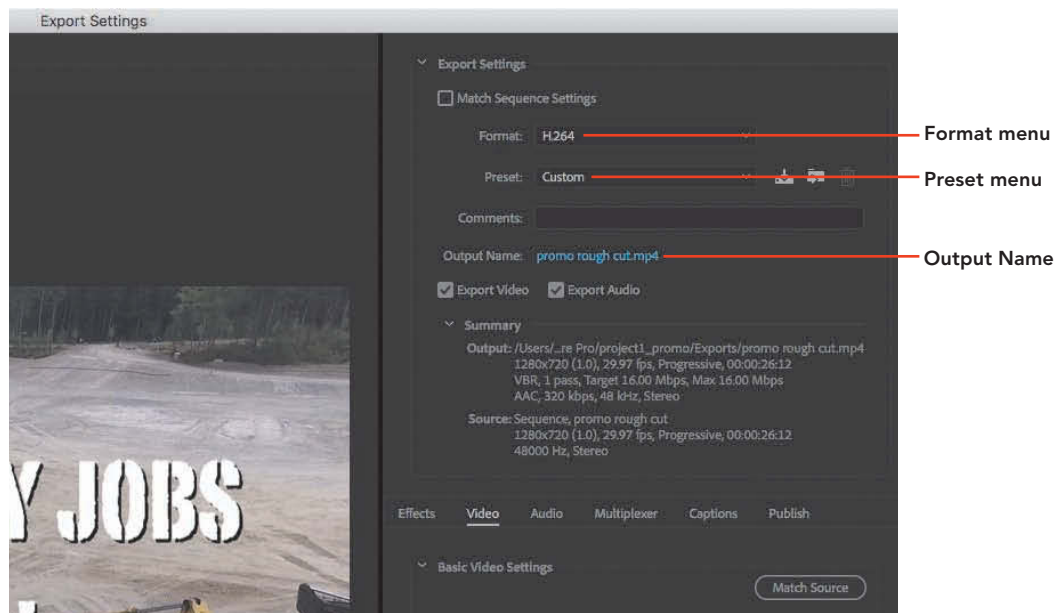 Export Settings
Export Settings
Match Sequence Settings
Format: H.264
Format menu
Preset: Custom
Preset menu
Comments:
Output Name: promo rough cut.mp4
Output Name
Export Video Export Audio
Summary
Output: /Users/...re Pro/project1_promo/Exports/promo rough cut.mp4
1280x720 (1.0), 29.97 fps, Progressive, 00:00:26:12
VBR, 1 pass, Target 16.00 Mbps, Max 16.00 Mbps
AAC, 320 kbps, 48 kHz, Stereo
Source: Sequence, promo rough cut
1280x720 (1.0), 29.97 fps, Progressive, 00:00:26:12
48000 Hz, Stereo
Y JOBS
Effects Video Audio Multiplexer Captions Publish
Basic Video Settings
Match Source